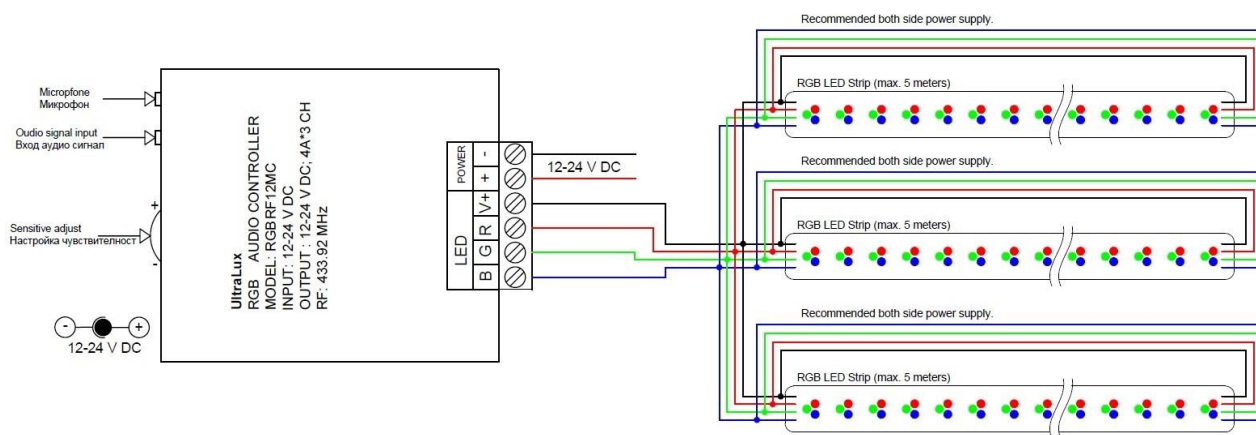 Micropfone
Микрофон
Oudio signal input
Вход аудио сигнал
+
Sensitive adjust
Настройка чувствителност
-
- +
12-24 V DC
UltraLux
RGB AUDIO CONTROLLER
MODEL: RGBRF12MC
INPUT: 12-24 V DC
OUTPUT : 12-24 V DC; 4A*3 CH
RF: 433.92 MHz
POWER
-
+
LED
V+
R
G
B
12-24 V DC
Recommended both side power supply.
RGB LED Strip (max. 5 meters)
Recommended both side power supply.
RGB LED Strip (max. 5 meters)
Recommended both side power supply.
RGB LED Strip (max. 5 meters)